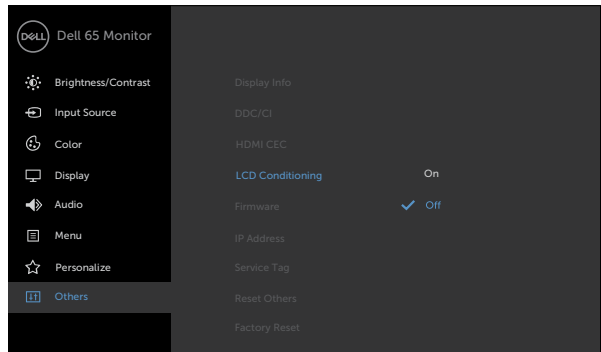 DELL Dell 65 Monitor
Brightness/Contrast
Input Source
Color
Display
Audio
Menu
Personalize
Others
Display Info
DDC/CI
HDMI CEC
LCD Conditioning On
Firmware Off
IP Address
Service Tag
Reset Others
Factory Reset